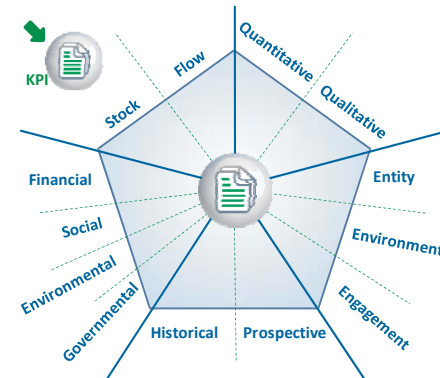 KPI
Stock
Flow
Quantitative
Qualitative
Financial
Social
Environmental
Governmental
Historical
Prospective
Engagement
Environment
Entity